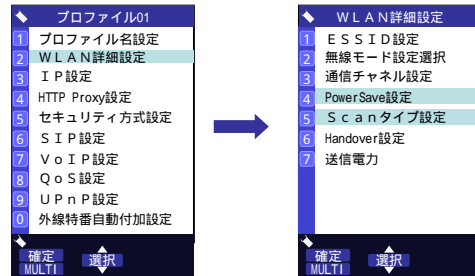 プロファイル01
1 プロファイル名設定
2 ＷＬＡＮ詳細設定
3 ＩＰ設定
4 HTTP Proxy設定
5 セキュリティ方式設定
6 ＳＩＰ設定
7 ＶｏＩＰ設定
8 ＱｏＳ設定
9 ＵＰｎＰ設定
0 外線特番自動付加設定
確定 選択
MULTI
ＷＬＡＮ詳細設定
1 ＥＳＳＩＤ設定
2 無線モード設定選択
3 通信チャネル設定
4 PowerSave設定
5 Ｓｃａｎタイプ設定
6 Handover設定
7 送信電力
確定 選択
MULTI